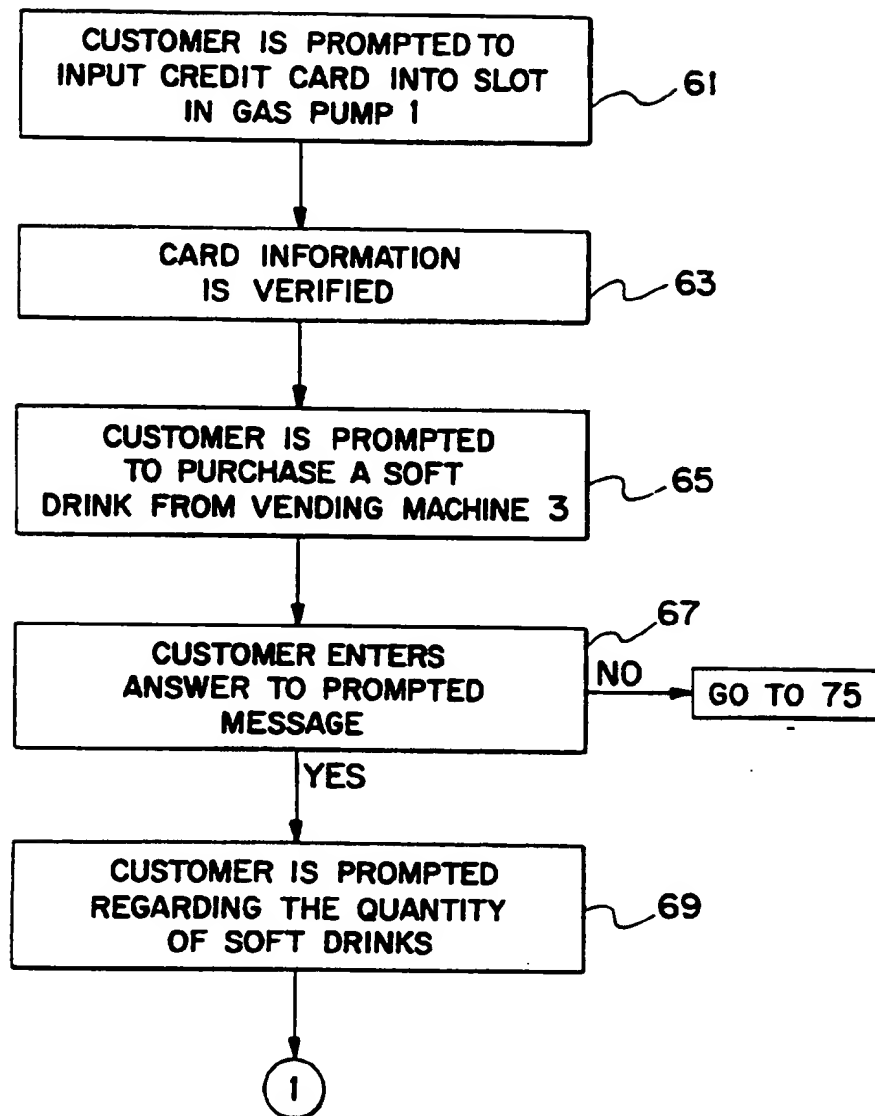 CUSTOMER IS PROMPTED TO
INPUT CREDIT CARD INTO SLOT
IN GAS PUMP 1
61
CARD INFORMATION
IS VERIFIED
63
CUSTOMER IS PROMPTED
TO PURCHASE A SOFT
DRINK FROM VENDING MACHINE 3
65
67
CUSTOMER ENTERS
ANSWER TO PROMPTED
MESSAGE
NO
GO TO 75
YES
CUSTOMER IS PROMPTED
REGARDING THE QUANTITY
OF SOFT DRINKS
69
1